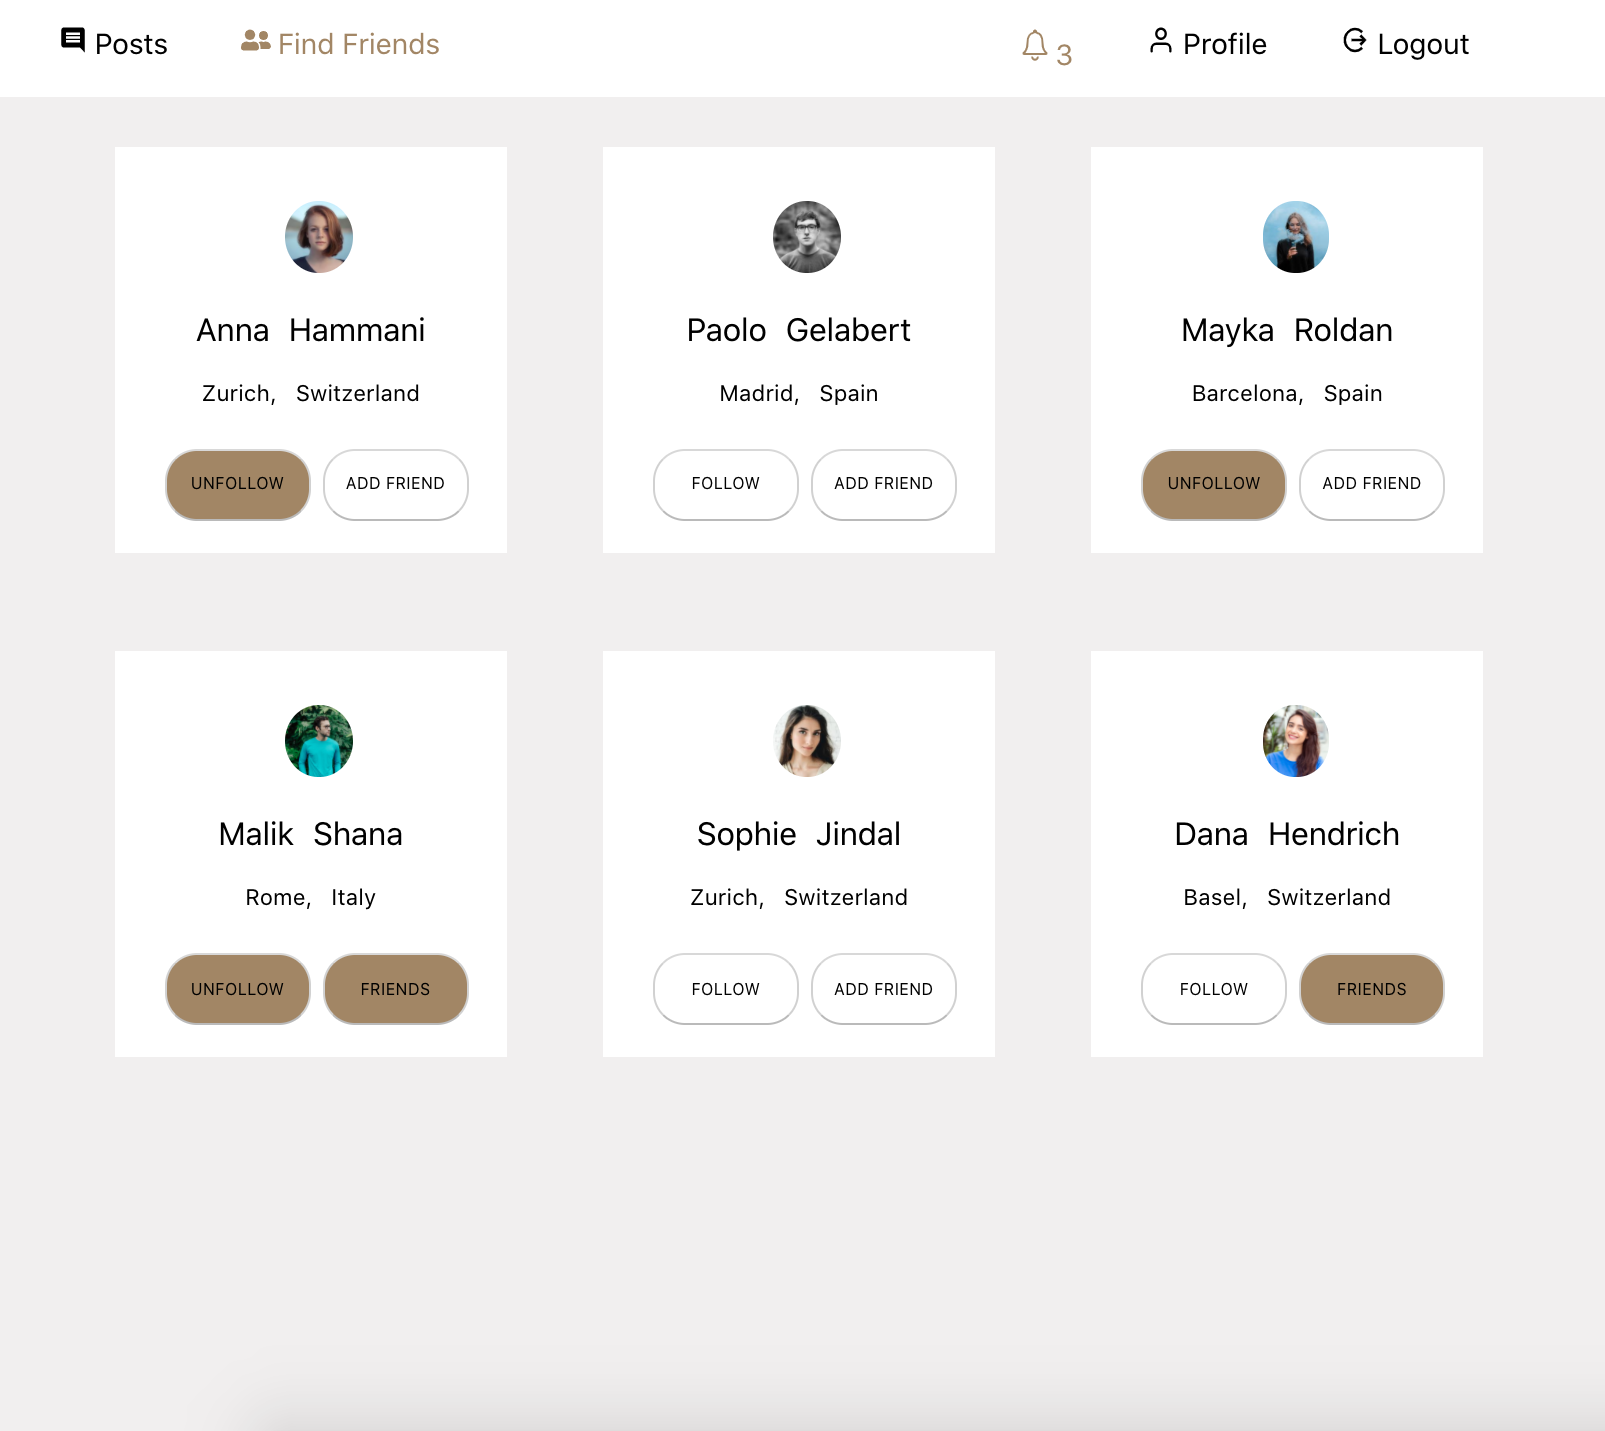 Posts Find Friends 3 Profile Logout
Anna Hammani
Zurich, Switzerland
UNFOLLOW ADD FRIEND
Paolo Gelabert
Madrid, Spain
FOLLOW ADD FRIEND
Mayka Roldan
Barcelona, Spain
UNFOLLOW ADD FRIEND
Malik Shana
Rome, Italy
UNFOLLOW FRIENDS
Sophie Jindal
Zurich, Switzerland
FOLLOW ADD FRIEND
Dana Hendrich
Basel, Switzerland
FOLLOW FRIENDS